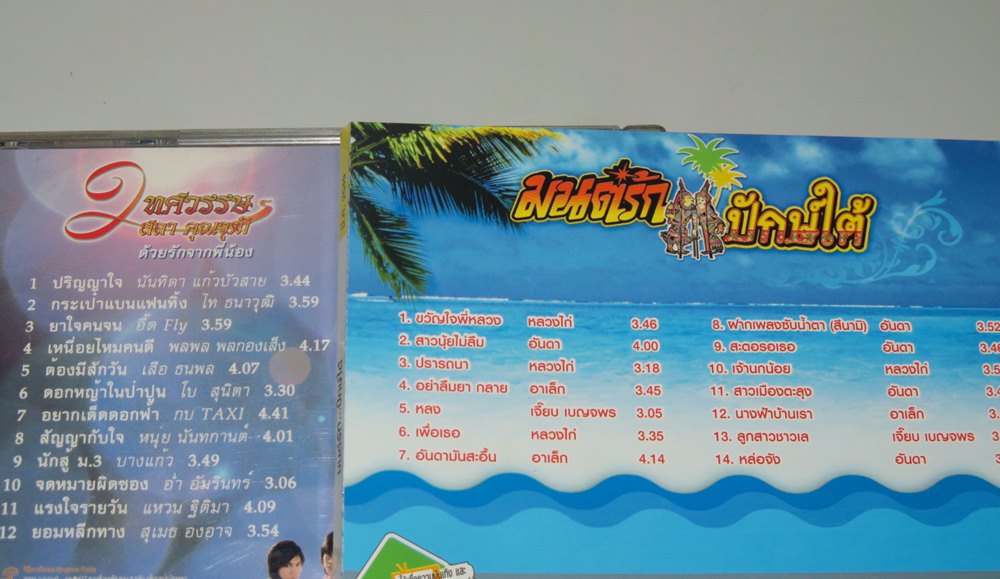 2 ทศวรรษ
สลา คุณวุฒิ
ด้วยรักจากพี่น้อง
1 ปริญญาใจ นันทิดา แก้วบัวสาย 3.44
2 กระเป๋าแบนแฟนทิ้ง ไท ธนาวุฒิ 3.59
3 ยาใจคนจน อี๊ด Fly 3.59
4 เหนื่อยไหมคนดี พลพล พลกองเส็ง 4.17
5 ต้องมีสักวัน เสือ ธนพล 4.07
6 ดอกหญ้าในป่าปูน โบ สุนิตา 3.30
7 อยากเด็ดดอกฟ้า กบ TAXI 4.41
8 สัญญากับใจ หนุ่ย นันทกานต์ 4.01
9 นักสู้ ม.3 บางแก้ว 3.49
10 จดหมายผิดซอง อ่ำ อัมรินทร์ 3.06
11 แรงใจรายวัน แหวน ฐิติมา 4.09
12 ยอมหลีกทาง สุเมธ องอาจ 3.54
มนต์รักปักษ์ใต้
1. ขวัญใจพี่หลวง หลวงไก่ 3.46
2. สาวนุ้ยไม่ลืม อันดา 4.00
3. ปรารถนา หลวงไก่ 3.18
4. อย่าลืมยา กลาย อาเล็ก 3.45
5. หลง เจี๊ยบ เบญจพร 3.05
6. เพื่อเธอ หลวงไก่ 3.35
7. อันดามันสะอื้น อาเล็ก 4.14
8. ฝากเพลงซับน้ำตา (สึนามิ) อันดา 3.52
9. สะตอรอเธอ อันดา 3.46
10. เจ้านกน้อย หลวงไก่ 3.5
11. สาวเมืองตะลุง อันดา 3.4
12. นางฟ้าบ้านเรา อาเล็ก 3.
13. ลูกสาวชาวเล เจี๊ยบ เบญจพร 3
14. หล่อจัง อันดา